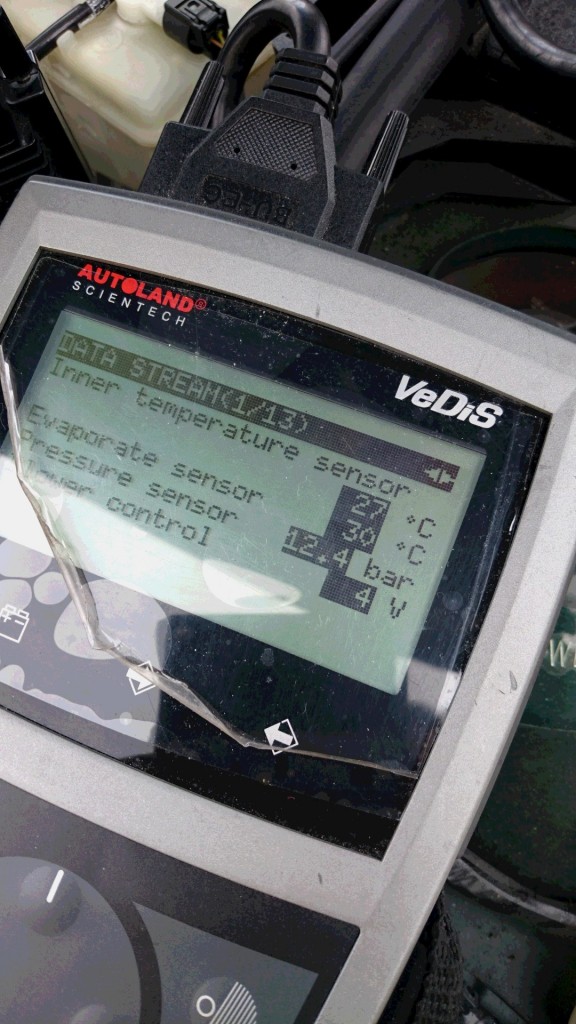 AUTOLAND®
SCIENTECH
VeDiS
DATA STREAM(1/13)
Inner temperature sensor
27 °C
Evaporate sensor 30 °C
Pressure sensor 12.4 bar
control 4 V